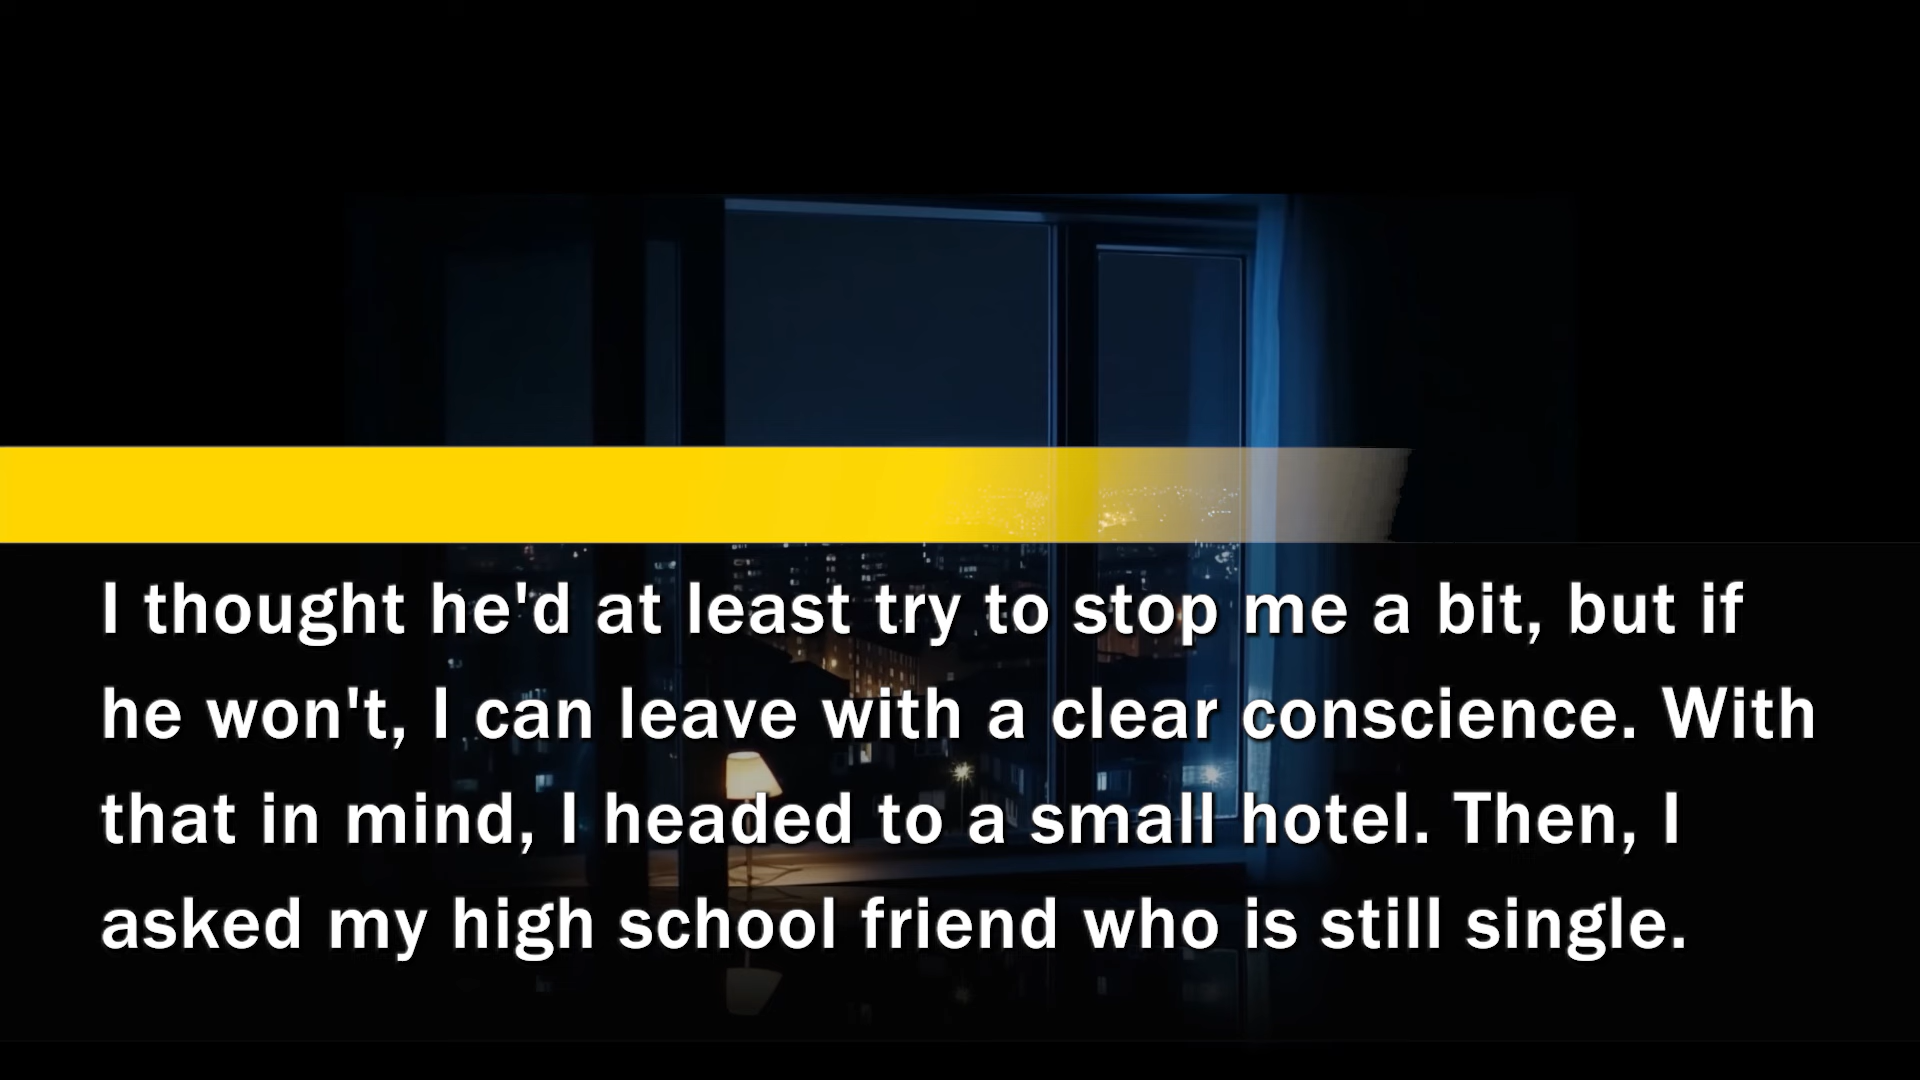 I thought he'd at least try to stop me a bit, but if
he won't, I can leave with a clear conscience. With
that in mind, I headed to a small hotel. Then, I
asked my high school friend who is still single.